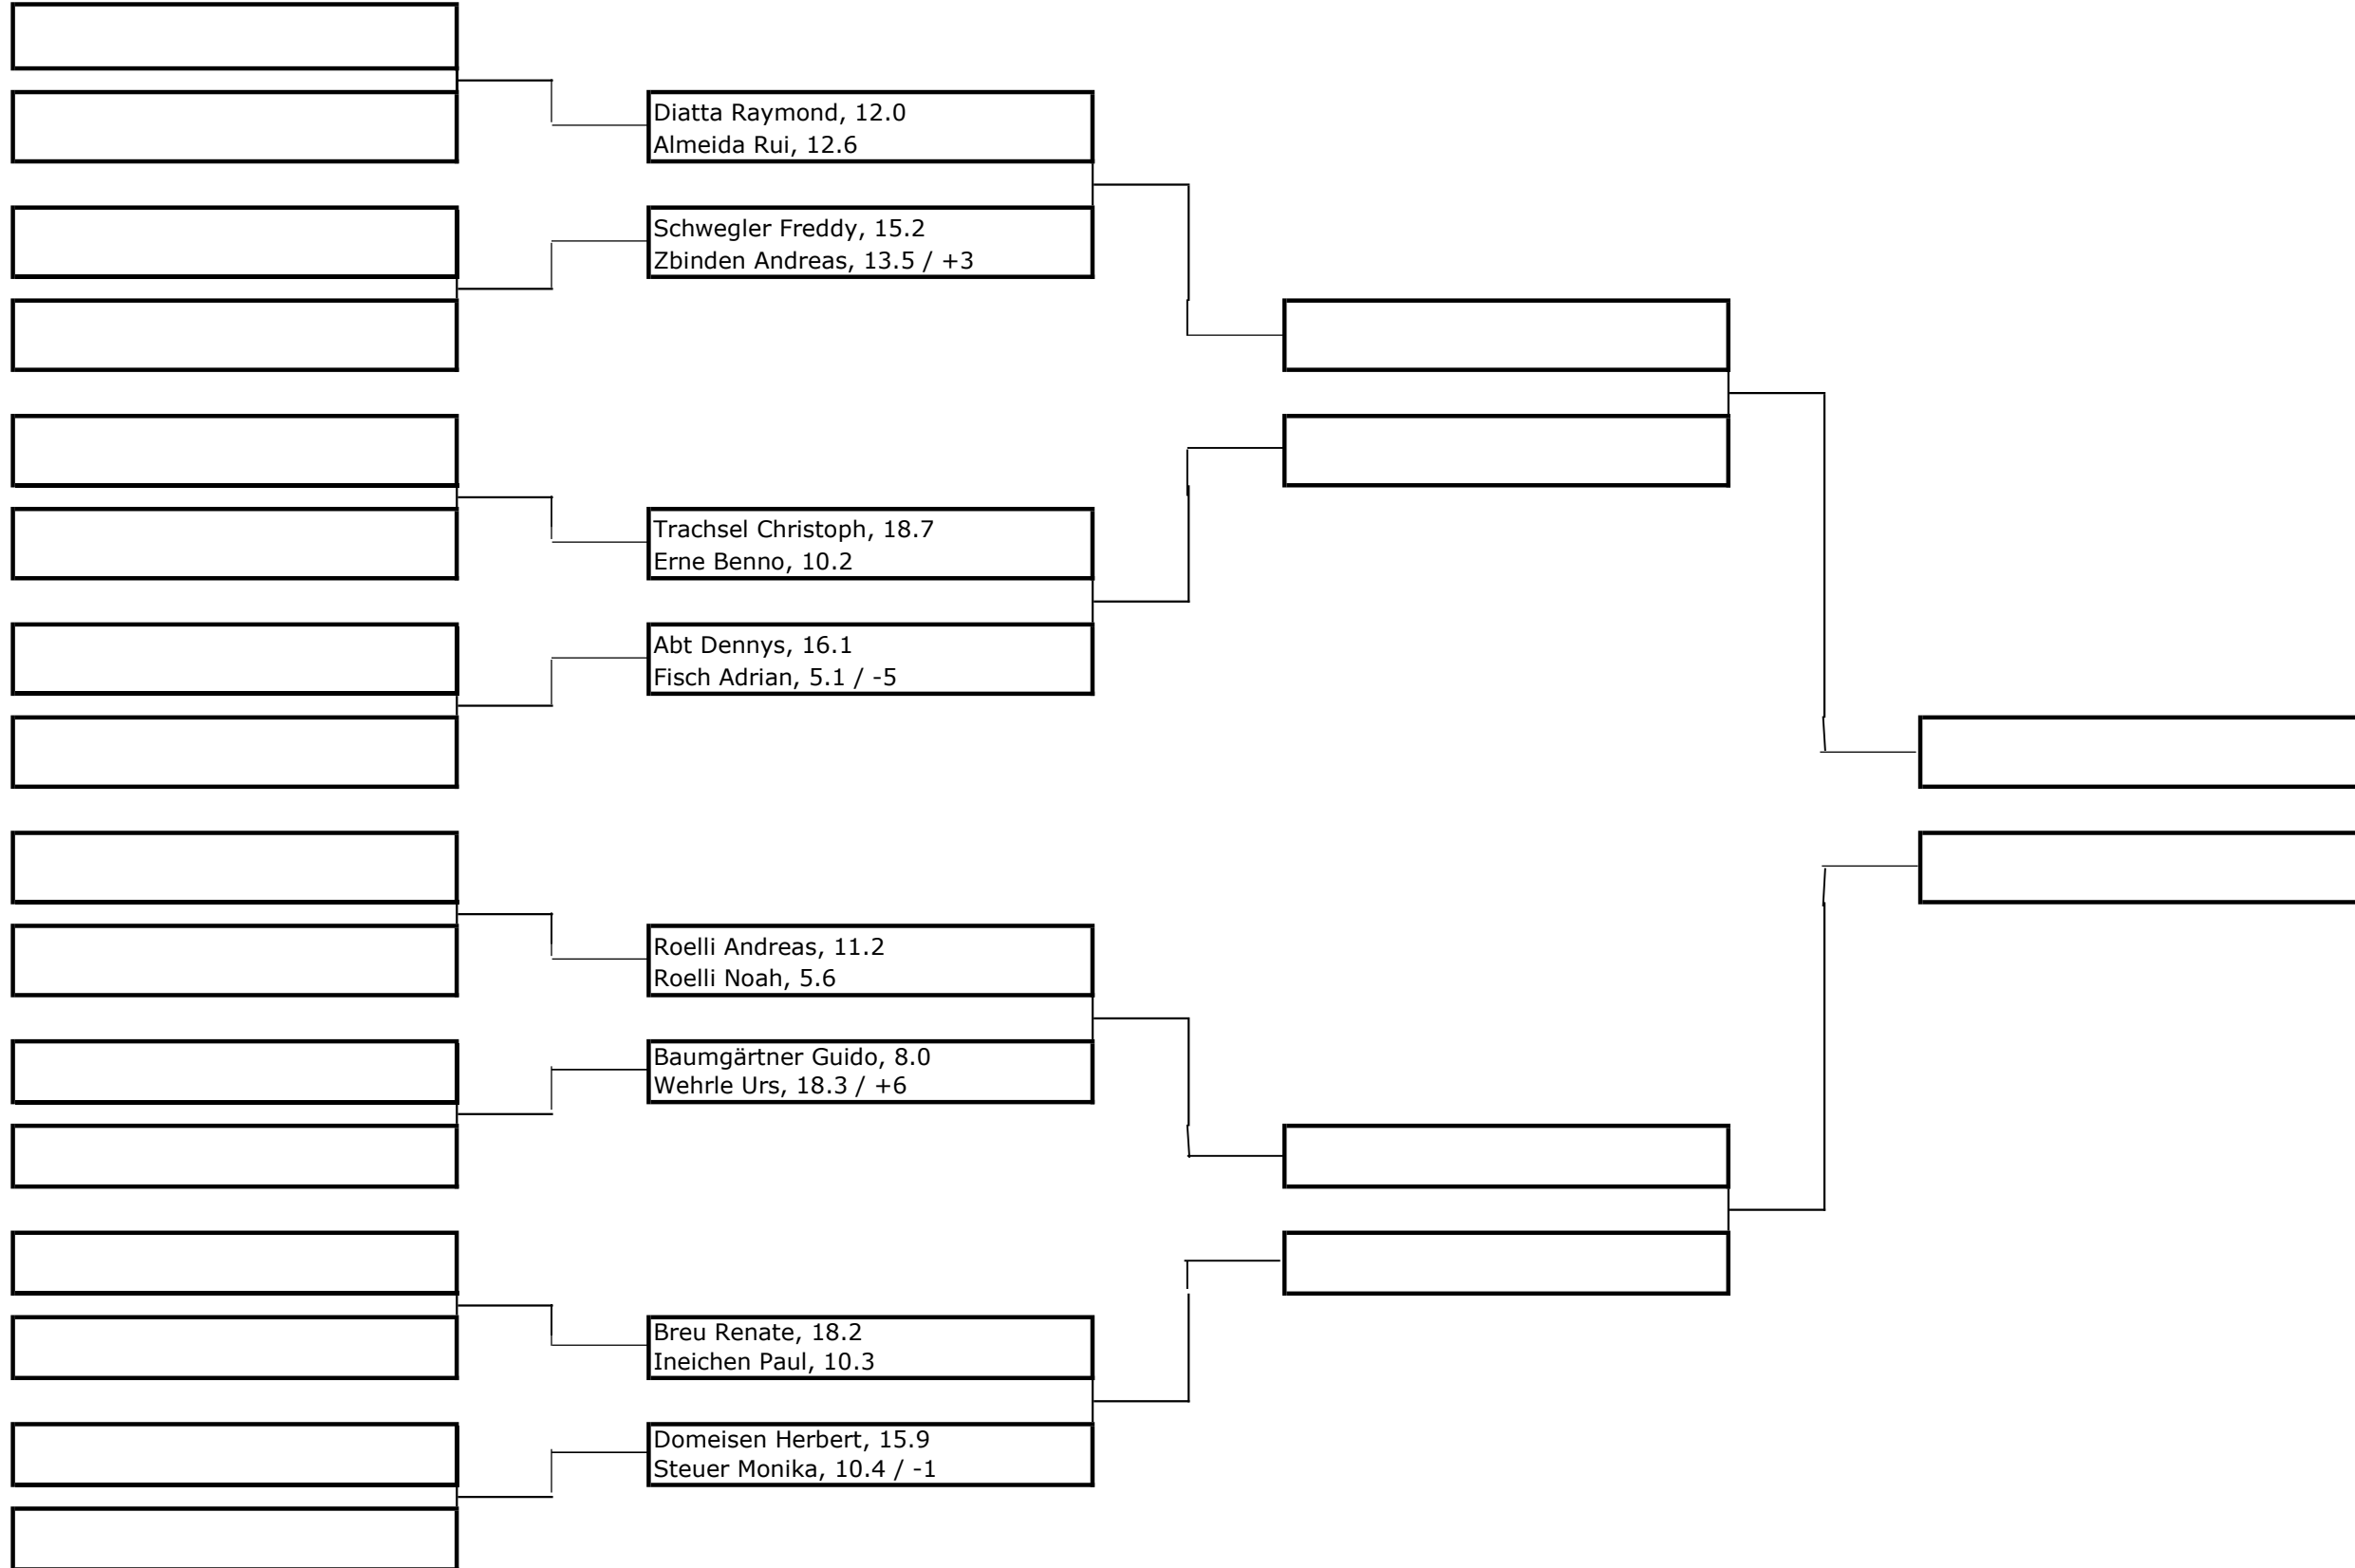 Diatta Raymond, 12.0
Almeida Rui, 12.6
Schwegler Freddy, 15.2
Zbinden Andreas, 13.5 / +3
Trachsel Christoph, 18.7
Erne Benno, 10.2
Abt Dennys, 16.1
Fisch Adrian, 5.1 / -5
Roelli Andreas, 11.2
Roelli Noah, 5.6
Baumgärtner Guido, 8.0
Wehrle Urs, 18.3 / +6
Breu Renate, 18.2
Ineichen Paul, 10.3
Domeisen Herbert, 15.9
Steuer Monika, 10.4 / -1